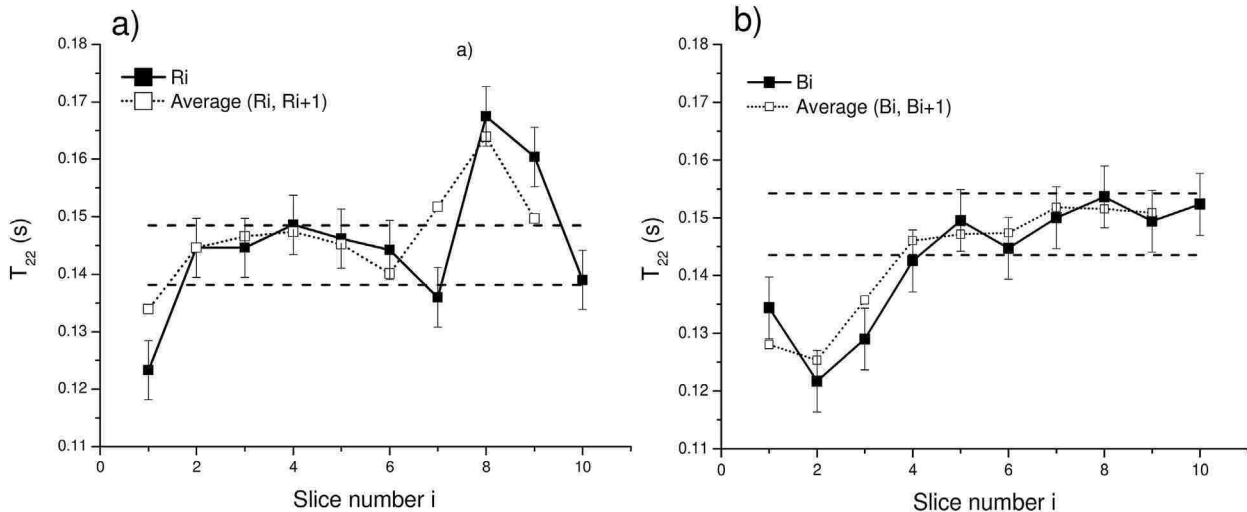 a)
a)
0.18
0.17
0.16
0.15
0.14
0.13
0.12
0.11
T22 (s)
Ri
Average (Ri, Ri+1)
0
2
4
6
8
10
Slice number i
b)
0.18
0.17
0.16
0.15
0.14
0.13
0.12
0.11
T22 (s)
Bi
Average (Bi, Bi+1)
0
2
4
6
8
10
Slice number i